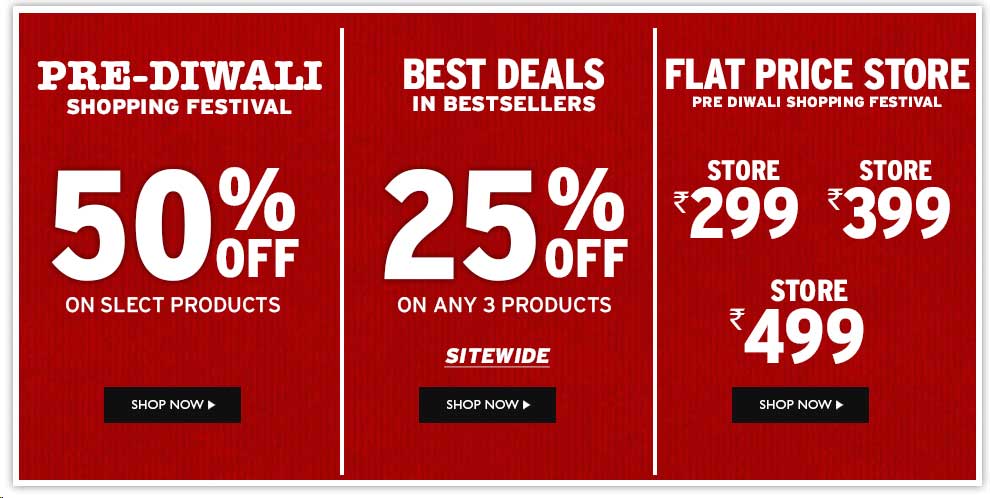 PRE-DIWALI
SHOPPING FESTIVAL
50%
OFF
ON SLECT PRODUCTS
SHOP NOW
BEST DEALS
IN BESTSELLERS
25%
OFF
ON ANY 3 PRODUCTS
SITEWIDE
SHOP NOW
FLAT PRICE STORE
PRE DIWALI SHOPPING FESTIVAL
STORE
₹299
STORE
₹399
STORE
₹499
SHOP NOW